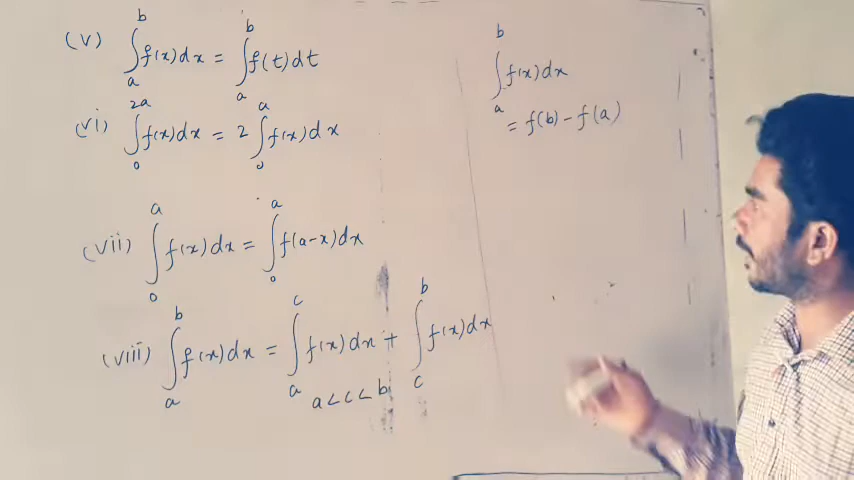 (v) ∫_a^b f(x)dx = ∫_a^b f(t)dt
(vi) ∫_0^{2a} f(x)dx = 2 ∫_0^a f(x)dx
(vii) ∫_0^a f(x)dx = ∫_0^a f(a-x)dx
(viii) ∫_a^b f(x)dx = ∫_a^c f(x)dx + ∫_c^b f(x)dx
a<c<b
∫_a^b f(x)dx
= f(b) - f(a)